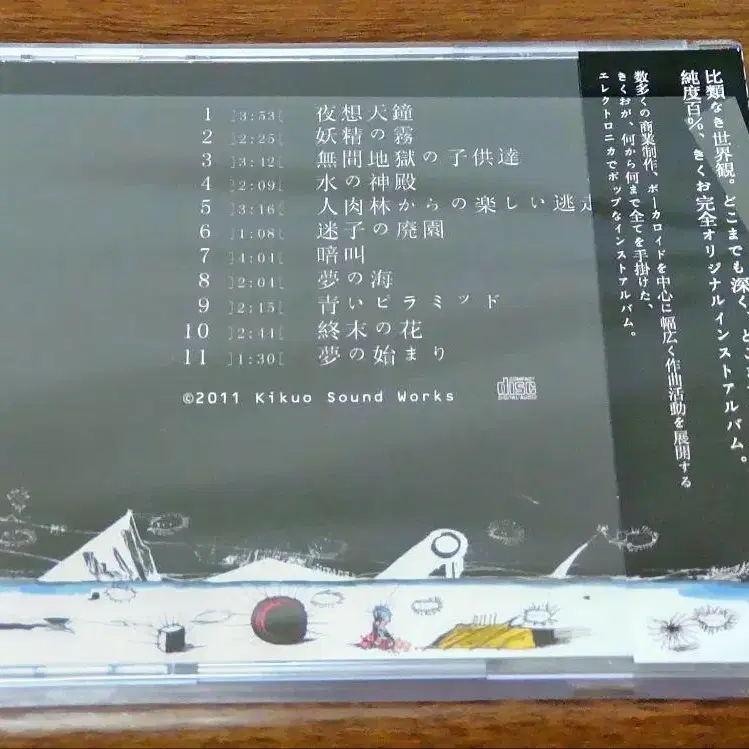 1 ]3:53[ 夜想天鐘
2 ]2:25[ 妖精の霧
3 ]3:42[ 無間地獄の子供達
4 ]2:09[ 水の神殿
5 ]3:16[ 人肉林からの楽しい逃走
6 ]1:08[ 迷子の廃園
7 ]4:04[ 暗叫
8 ]2:04[ 夢の海
9 ]2:15[ 青いピラミッド
10 ]2:44[ 終末の花
11 ]1:30[ 夢の始まり
©2011 Kikuo Sound Works
COMPACT
disc
DIGITAL AUDIO
比類なき世界観。どこまでも深く、
純度百%、きくお完全オリジナルインストアルバム。
数多くの商業制作、ボーカロイドを中心に幅広く作曲活動を展開する
きくおが、何から何まで全てを手掛けた、
エレクトロニカでポップなインストアルバム。